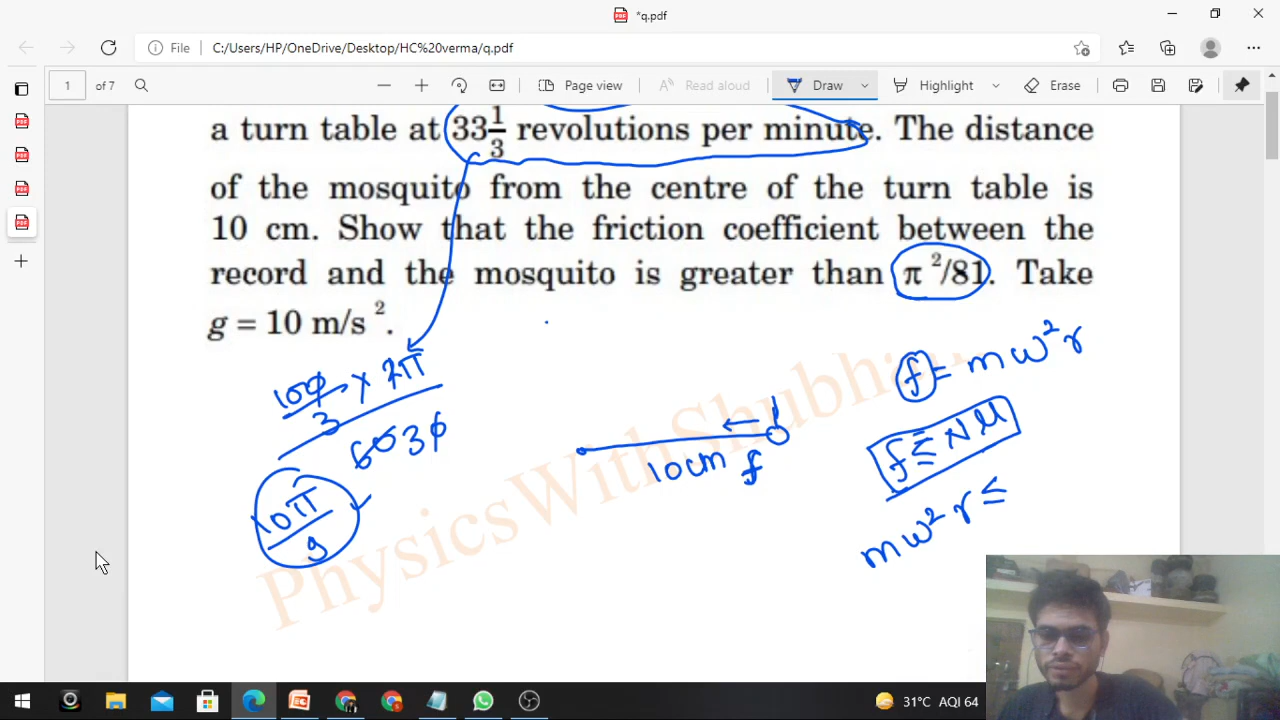 *q.pdf
File C:/Users/HP/OneDrive/Desktop/HC%20verma/q.pdf
1 of 7 Page view Read aloud Draw Highlight Erase
a turn table at 33 1/3 revolutions per minute. The distance
of the mosquito from the centre of the turn table is
10 cm. Show that the friction coefficient between the
record and the mosquito is greater than π²/81. Take
g = 10 m/s².
f = mω²r
100/3 × 2π
60 30
10π/9
10cm f
f ≤ Nμ
mω²r ≤
PhysicsWithShubham
31°C AQI 64